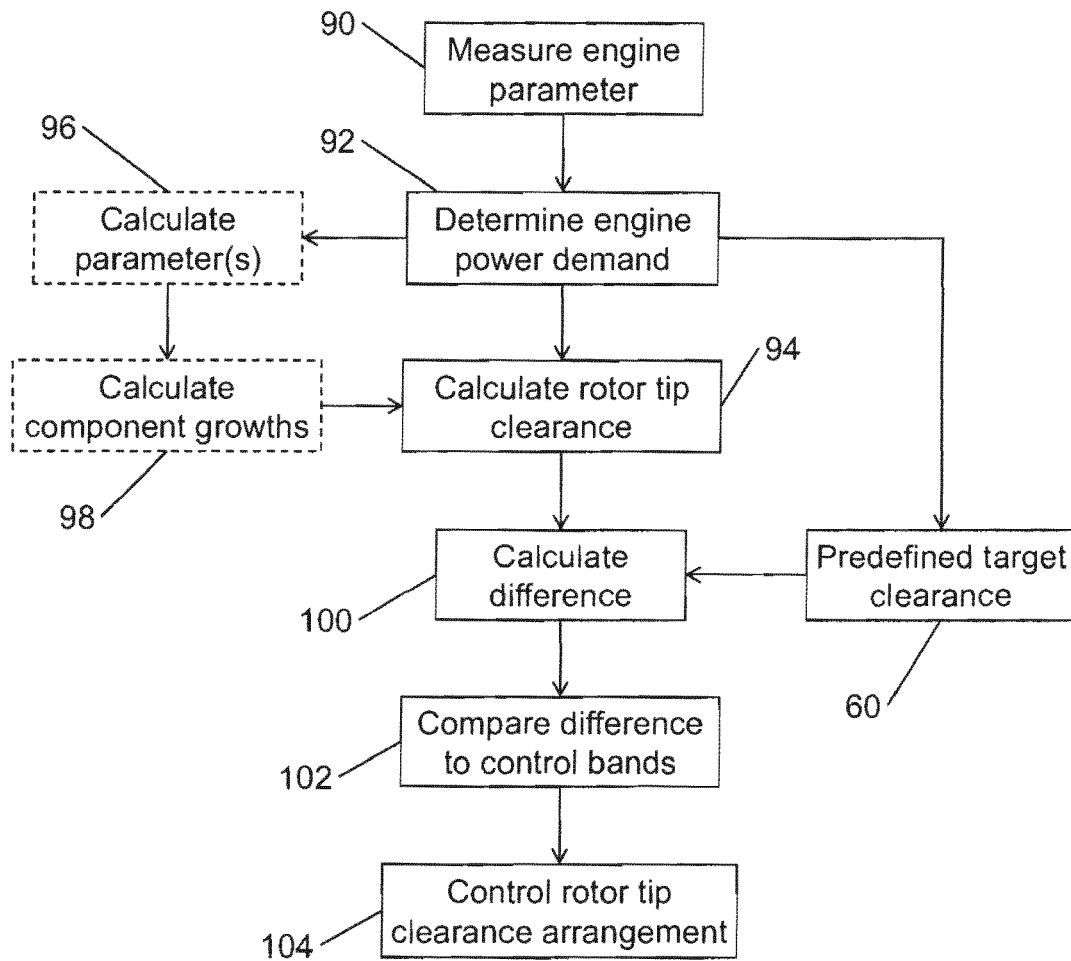 90
Measure engine
parameter
96
92
Calculate
parameter(s)
Determine engine
power demand
94
Calculate
component growths
Calculate rotor tip
clearance
98
Calculate
difference
Predefined target
clearance
100
60
Compare difference
to control bands
102
Control rotor tip
clearance arrangement
104